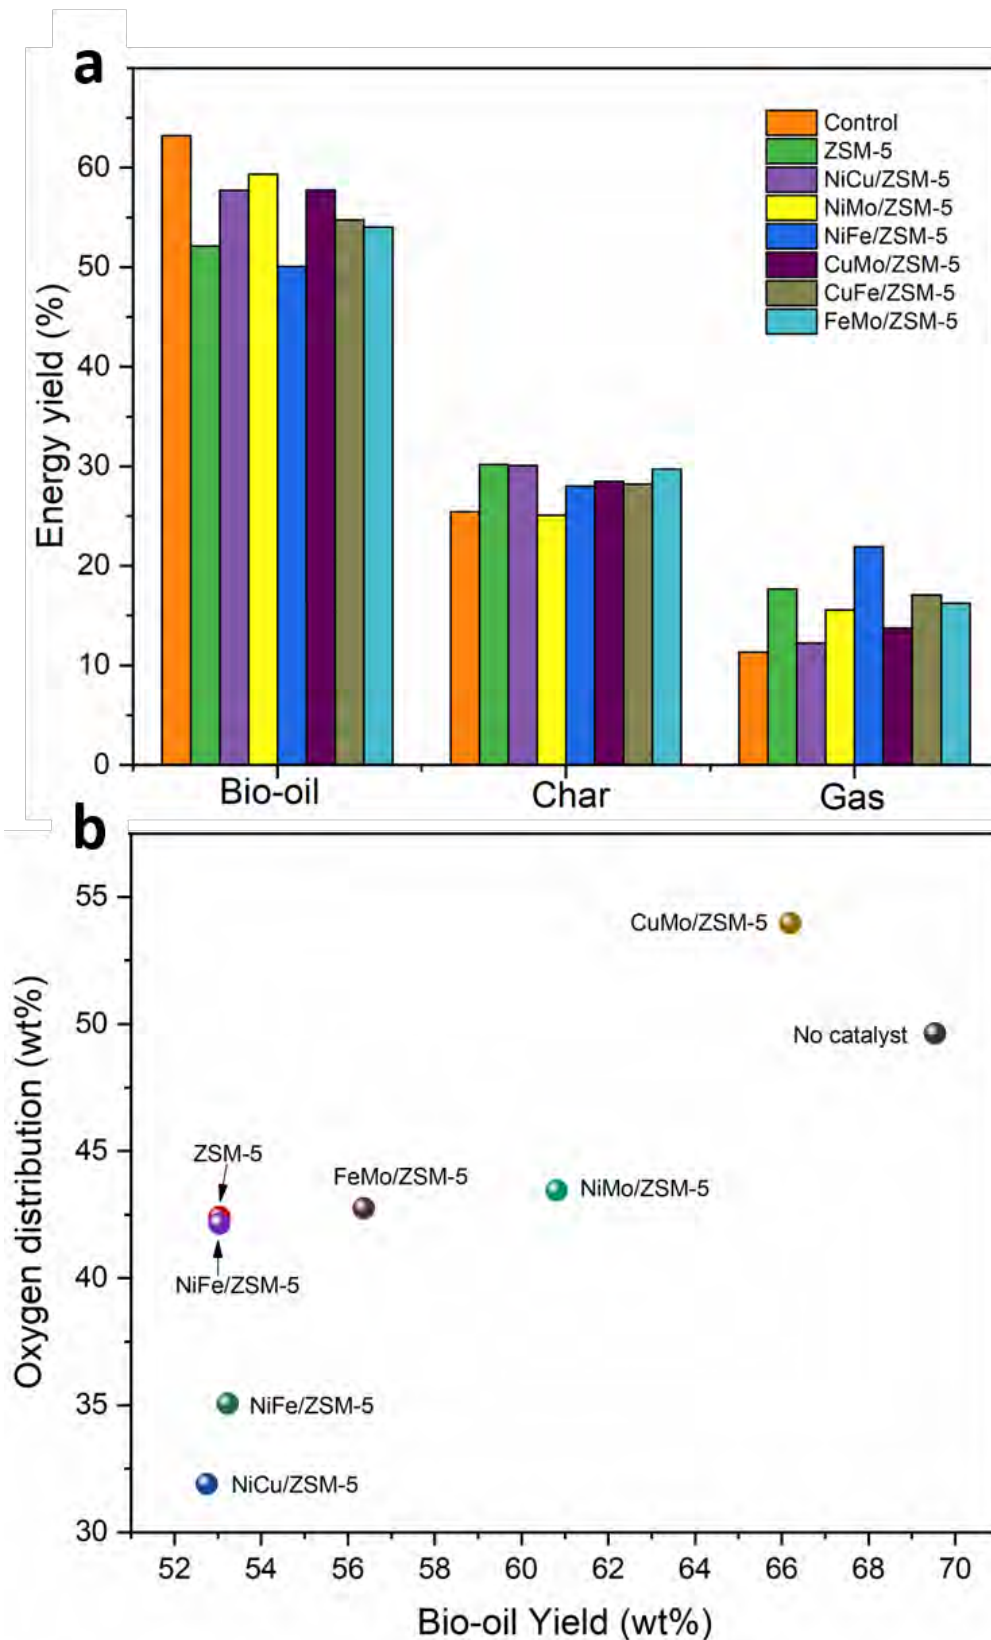 a
Energy yield (%)
60
50
40
30
20
10
0
Control
ZSM-5
NiCu/ZSM-5
NiMo/ZSM-5
NiFe/ZSM-5
CuMo/ZSM-5
CuFe/ZSM-5
FeMo/ZSM-5
Bio-oil Char Gas
b
Oxygen distribution (wt%)
55
50
45
40
35
30
CuMo/ZSM-5
No catalyst
ZSM-5
FeMo/ZSM-5
NiMo/ZSM-5
NiFe/ZSM-5
NiFe/ZSM-5
NiCu/ZSM-5
52 54 56 58 60 62 64 66 68 70
Bio-oil Yield (wt%)